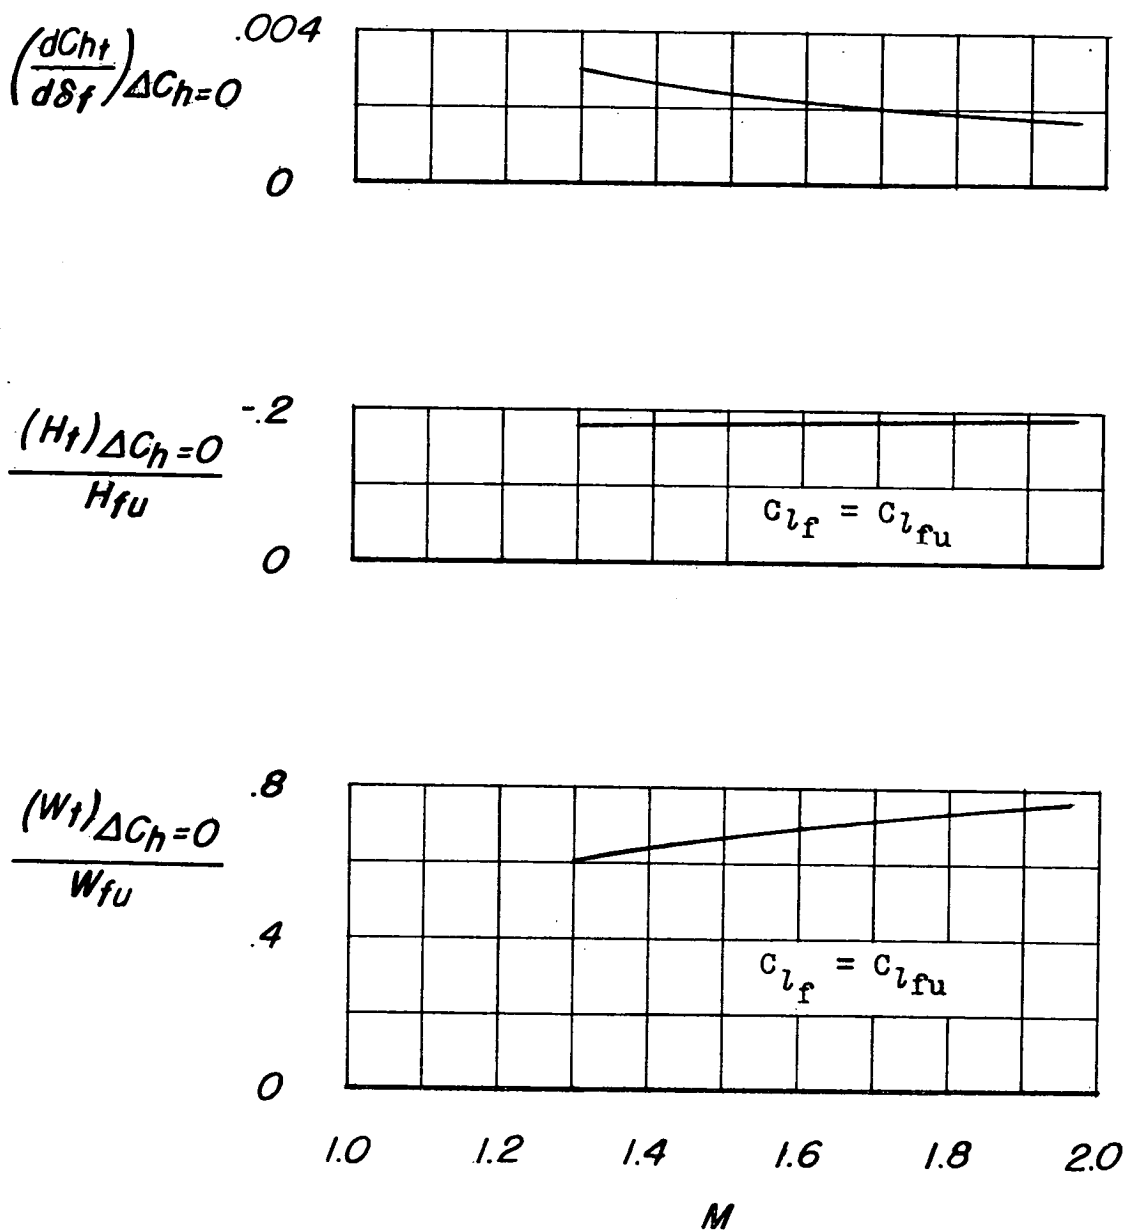 (dCht/dδf)ΔCh=0
.004
0
(Ht)ΔCh=0
Hfu
-.2
0
Clf = Clfu
(Wt)ΔCh=0
Wfu
.8
.4
0
Clf = Clfu
1.0 1.2 1.4 1.6 1.8 2.0
M